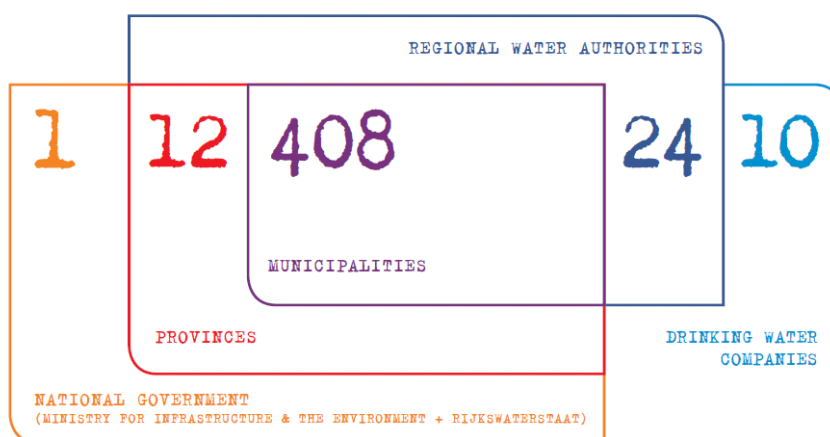 REGIONAL WATER AUTHORITIES
1 12 408 24 10
MUNICIPALITIES
PROVINCES
DRINKING WATER
COMPANIES
NATIONAL GOVERNMENT
(MINISTRY FOR INFRASTRUCTURE & THE ENVIRONMENT + RIJKSWATERSTAAT)